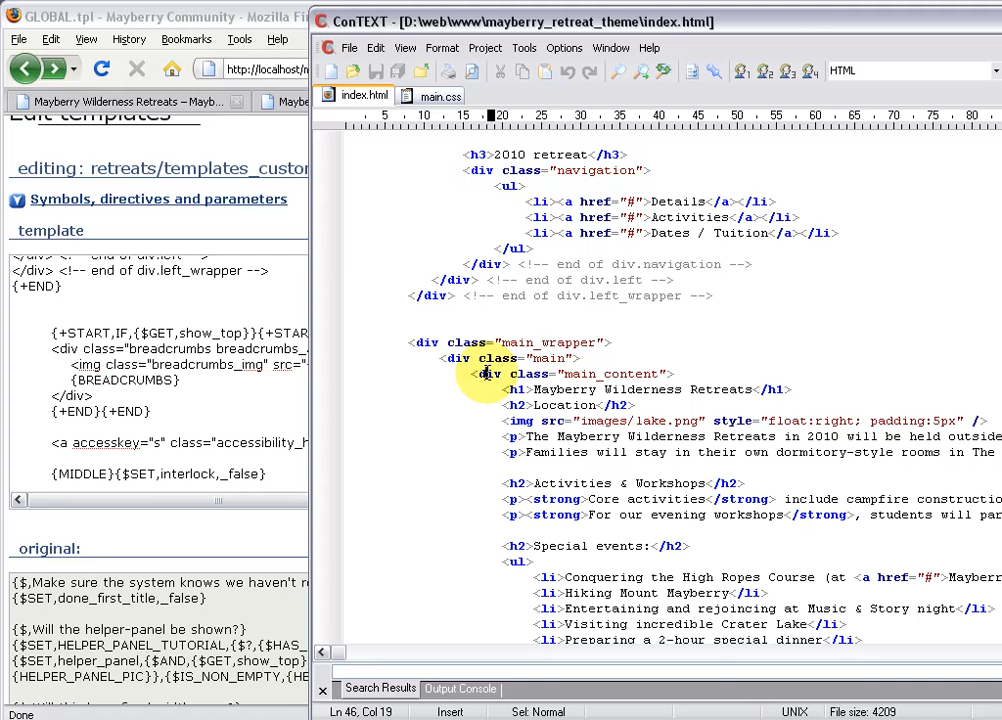 GLOBAL.tpl - Mayberry Community - Mozilla Fi
File Edit View History Bookmarks Tools Help
http://localhost/m
Mayberry Wilderness Retreats – Mayb...
Maybe
Edit templates
editing: retreats/templates_custo
Symbols, directives and parameters
template
</div> <!-- end of div.left -->
</div> <!-- end of div.left_wrapper -->
{+END}
{+START,IF,{$GET,show_top}}{+STAR
<div class="breadcrumbs breadcrumbs_
<img class="breadcrumbs_img" src=
{BREADCRUMBS}
</div>
{+END}{+END}
<a accesskey="s" class="accessibility_h
{MIDDLE}{$SET,interlock,_false}
original:
{$,Make sure the system knows we haven't r
{$SET,done_first_title,_false}
{$,Will the helper-panel be shown?}
{$SET,HELPER_PANEL_TUTORIAL,{$?,{$HAS_
{$SET,helper_panel,{$AND,{$GET,show_top}
{HELPER_PANEL_PIC}},{$IS_NON_EMPTY,{HE
Done
ConTEXT - [D:\web\www\mayberry_retreat_theme\index.html]
File Edit View Format Project Tools Options Window Help
1 2 3 4 HTML
index.html main.css
5 10 15 20 25 30 35 40 45 50 55 60 65 70 75 80
<h3>2010 retreat</h3>
<div class="navigation">
<ul>
<li><a href="#">Details</a></li>
<li><a href="#">Activities</a></li>
<li><a href="#">Dates / Tuition</a></li>
</ul>
</div> <!-- end of div.navigation -->
</div> <!-- end of div.left -->
</div> <!-- end of div.left_wrapper -->
<div class="main_wrapper">
<div class="main">
<div class="main_content">
<h1>Mayberry Wilderness Retreats</h1>
<h2>Location</h2>
<img src="images/lake.png" style="float:right; padding:5px" />
<p>The Mayberry Wilderness Retreats in 2010 will be held outside
<p>Families will stay in their own dormitory-style rooms in The
<h2>Activities & Workshops</h2>
<p><strong>Core activities</strong> include campfire constructio
<p><strong>For our evening workshops</strong>, students will par
<h2>Special events:</h2>
<ul>
<li>Conquering the High Ropes Course (at <a href="#">Mayberr
<li>Hiking Mount Mayberry</li>
<li>Entertaining and rejoicing at Music & Story night</li>
<li>Visiting incredible Crater Lake</li>
<li>Preparing a 2-hour special dinner</li>
Search Results Output Console
Ln 46, Col 19 Insert Sel: Normal UNIX File size: 4209